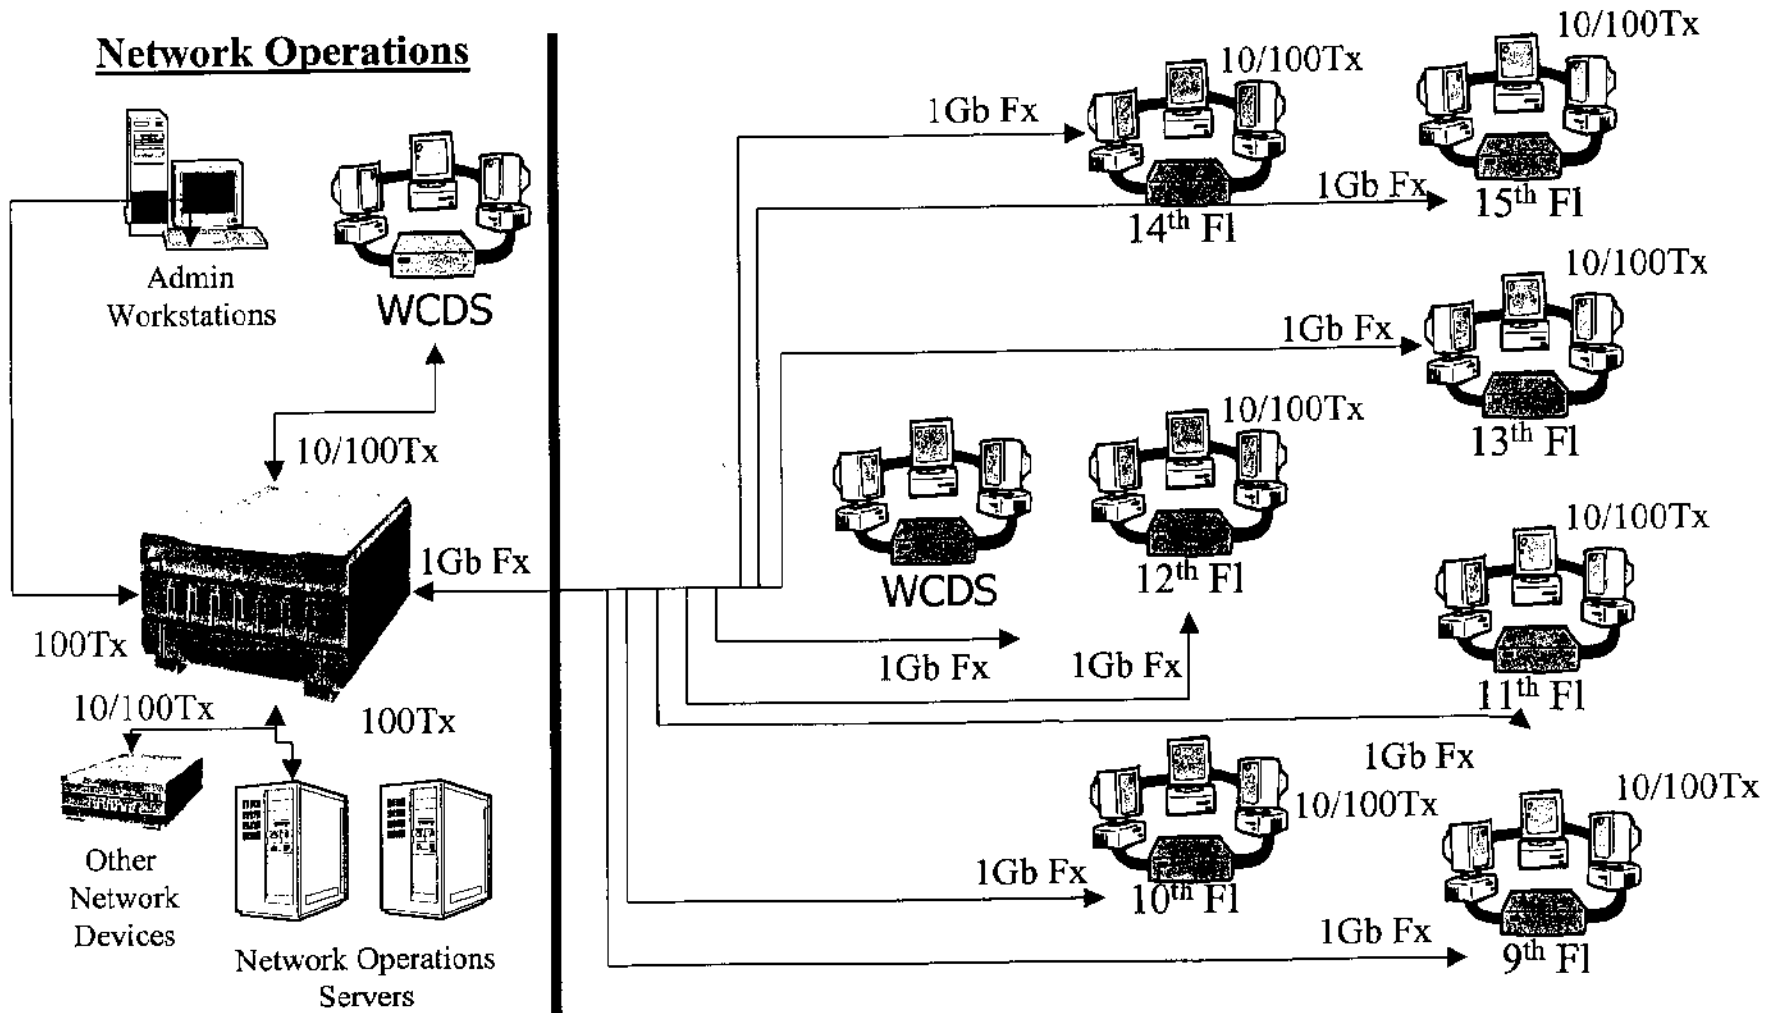 Network Operations
Admin
Workstations
WCDS
10/100Tx
1Gb Fx
100Tx
10/100Tx
100Tx
Other
Network
Devices
Network Operations
Servers
1Gb Fx
10/100Tx
14th Fl
10/100Tx
1Gb Fx
15th Fl
10/100Tx
1Gb Fx
13th Fl
WCDS
1Gb Fx
10/100Tx
12th Fl
1Gb Fx
10/100Tx
11th Fl
1Gb Fx
10/100Tx
1Gb Fx
10th Fl
10/100Tx
1Gb Fx
9th Fl